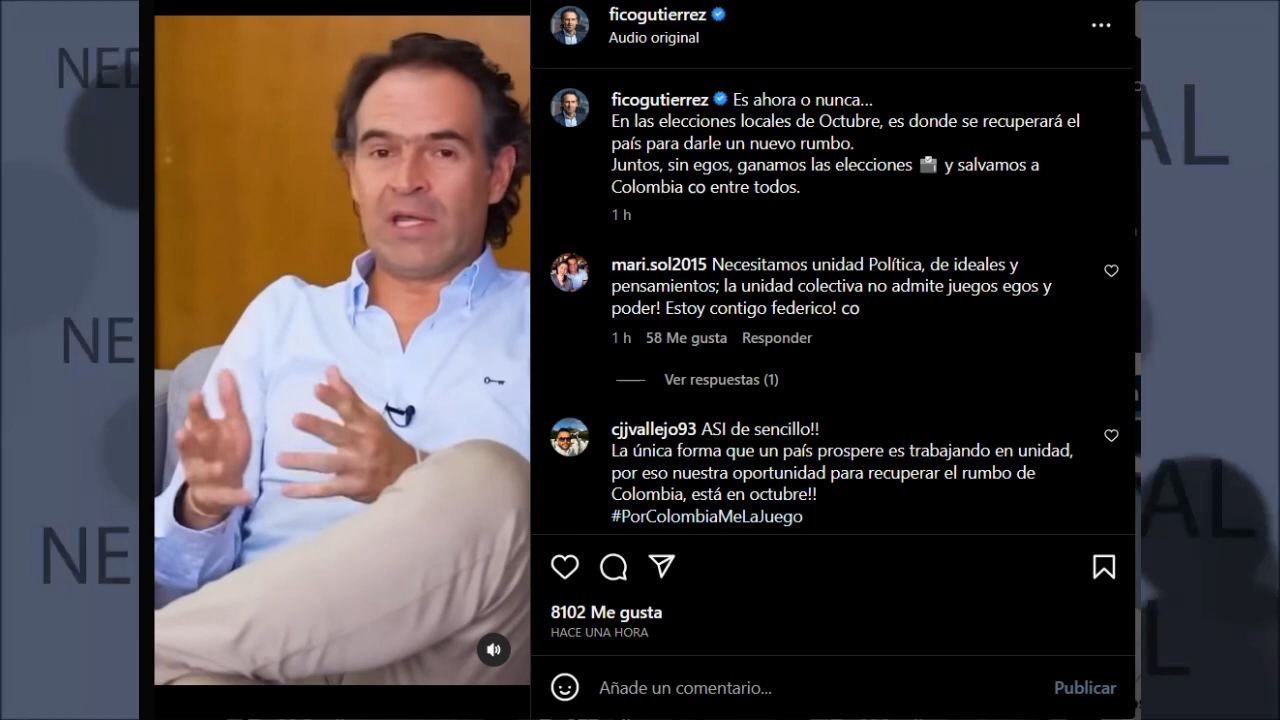 ficogutierrez
Audio original
ficogutierrez Es ahora o nunca...
En las elecciones locales de Octubre, es donde se recuperará el
país para darle un nuevo rumbo.
Juntos, sin egos, ganamos las elecciones 🗳 y salvamos a
Colombia co entre todos.
1 h
mari.sol2015 Necesitamos unidad Política, de ideales y
pensamientos; la unidad colectiva no admite juegos egos y
poder! Estoy contigo federico! co
1 h 58 Me gusta Responder
Ver respuestas (1)
cjjvallejo93 ASI de sencillo!!
La única forma que un país prospere es trabajando en unidad,
por eso nuestra oportunidad para recuperar el rumbo de
Colombia, está en octubre!!
#PorColombiaMeLaJuego
8102 Me gusta
HACE UNA HORA
Añade un comentario...
Publicar